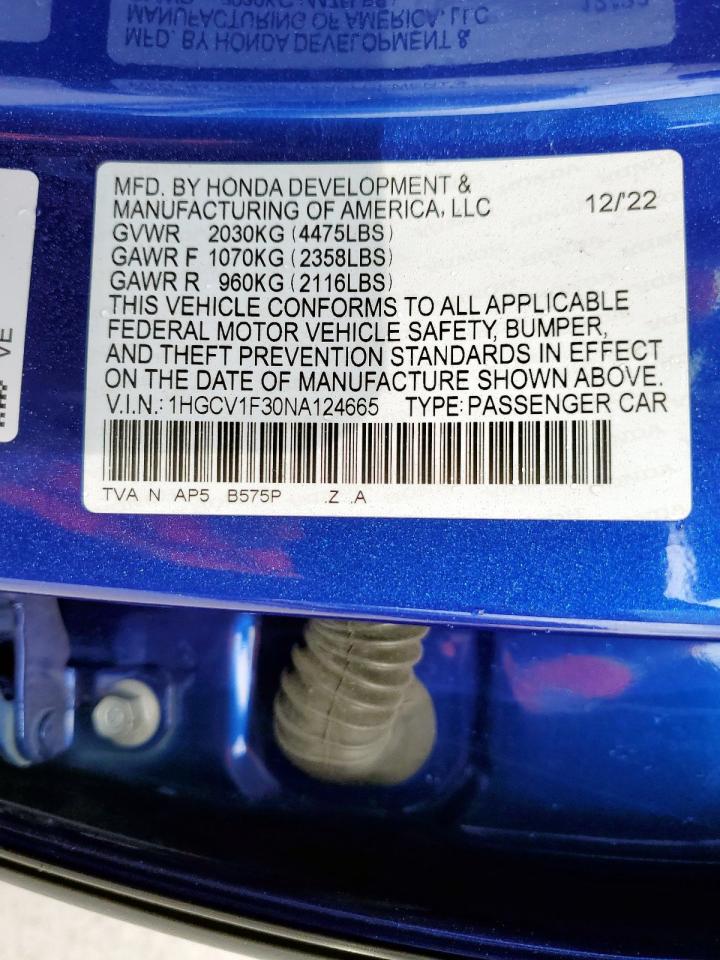 MFD. BY HONDA DEVELOPMENT &
MANUFACTURING OF AMERICA, LLC 12/'22
GVWR 2030KG (4475LBS)
GAWR F 1070KG (2358LBS)
GAWR R 960KG (2116LBS)
THIS VEHICLE CONFORMS TO ALL APPLICABLE
FEDERAL MOTOR VEHICLE SAFETY, BUMPER,
AND THEFT PREVENTION STANDARDS IN EFFECT
ON THE DATE OF MANUFACTURE SHOWN ABOVE.
V.I.N.: 1HGCV1F30NA124665 TYPE: PASSENGER CAR
TVA N AP5 B575P .Z .A
VE